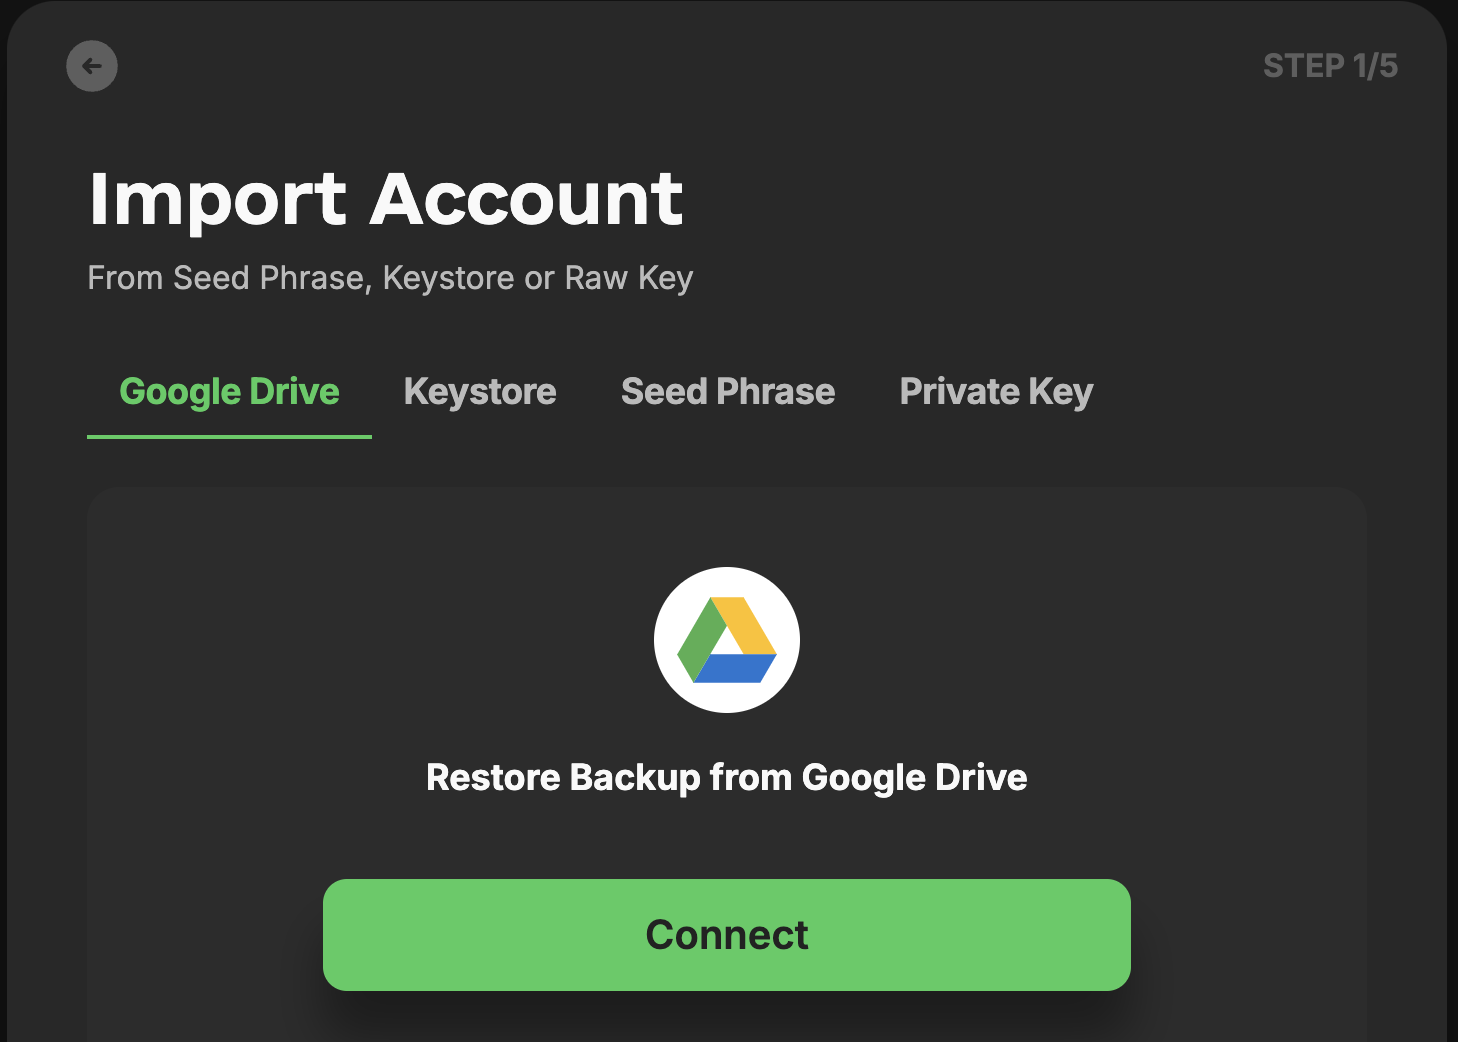 STEP 1/5
Import Account
From Seed Phrase, Keystore or Raw Key
Google Drive Keystore Seed Phrase Private Key
Restore Backup from Google Drive
Connect